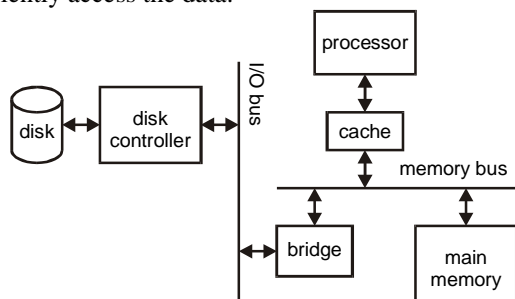 ently access the data.
processor
I/O bus
disk
disk
controller
cache
memory bus
bridge
main
memory